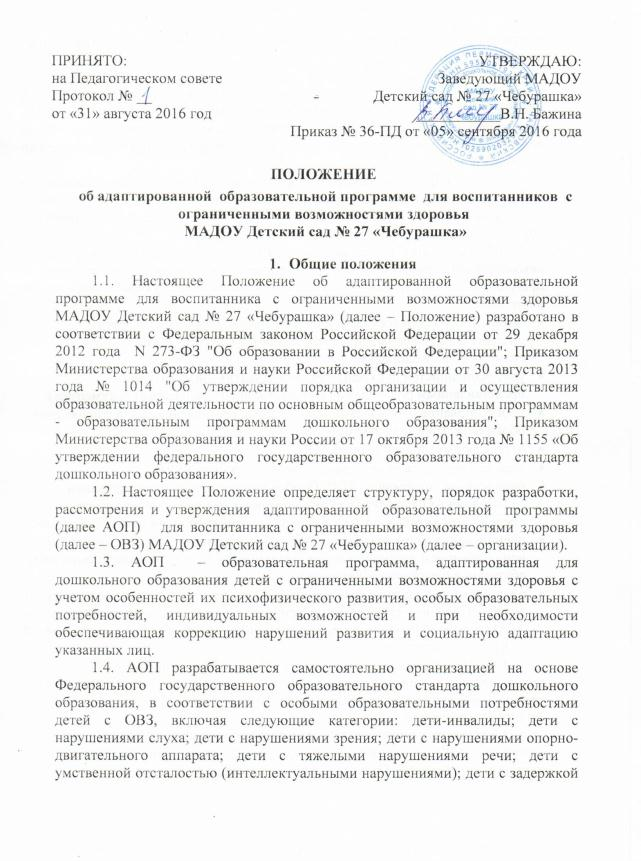 ПРИНЯТО:
на Педагогическом совете
Протокол № 1
от «31» августа 2016 год
УТВЕРЖДАЮ:
Заведующий МАДОУ
Детский сад № 27 «Чебурашка»
В.Н. Бажина
Приказ № 36-ПД от «05» сентября 2016 года
ПОЛОЖЕНИЕ
об адаптированной образовательной программе для воспитанников с
ограниченными возможностями здоровья
МАДОУ Детский сад № 27 «Чебурашка»
1. Общие положения
1.1. Настоящее Положение об адаптированной образовательной
программе для воспитанника с ограниченными возможностями здоровья
МАДОУ Детский сад № 27 «Чебурашка» (далее – Положение) разработано в
соответствии с Федеральным законом Российской Федерации от 29 декабря
2012 года N 273-ФЗ "Об образовании в Российской Федерации"; Приказом
Министерства образования и науки Российской Федерации от 30 августа 2013
года № 1014 "Об утверждении порядка организации и осуществления
образовательной деятельности по основным общеобразовательным программам
- образовательным программам дошкольного образования"; Приказом
Министерства образования и науки России от 17 октября 2013 года № 1155 «Об
утверждении федерального государственного образовательного стандарта
дошкольного образования».
1.2. Настоящее Положение определяет структуру, порядок разработки,
рассмотрения и утверждения адаптированной образовательной программы
(далее АОП) для воспитанника с ограниченными возможностями здоровья
(далее – ОВЗ) МАДОУ Детский сад № 27 «Чебурашка» (далее – организации).
1.3. АОП – образовательная программа, адаптированная для
дошкольного образования детей с ограниченными возможностями здоровья с
учетом особенностей их психофизического развития, особых образовательных
потребностей, индивидуальных возможностей и при необходимости
обеспечивающая коррекцию нарушений развития и социальную адаптацию
указанных лиц.
1.4. АОП разрабатывается самостоятельно организацией на основе
Федерального государственного образовательного стандарта дошкольного
образования, в соответствии с особыми образовательными потребностями
детей с ОВЗ, включая следующие категории: дети-инвалиды; дети с
нарушениями слуха; дети с нарушениями зрения; дети с нарушениями опорно-
двигательного аппарата; дети с тяжелыми нарушениями речи; дети с
умственной отсталостью (интеллектуальными нарушениями); дети с задержкой